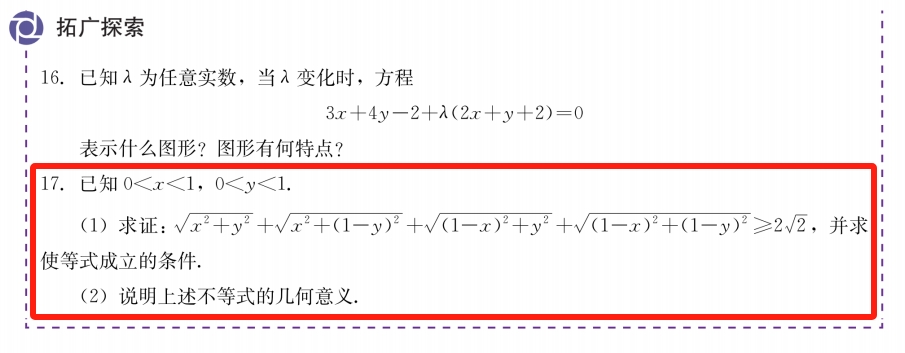 拓广探索
16. 已知λ为任意实数，当λ变化时，方程
3x+4y−2+λ(2x+y+2)=0
表示什么图形？图形有何特点？
17. 已知 0<x<1，0<y<1.
（1）求证：√(x²+y²)+√(x²+(1−y)²)+√((1−x)²+y²)+√((1−x)²+(1−y)²)≥2√2，并求
使等式成立的条件.
（2）说明上述不等式的几何意义.